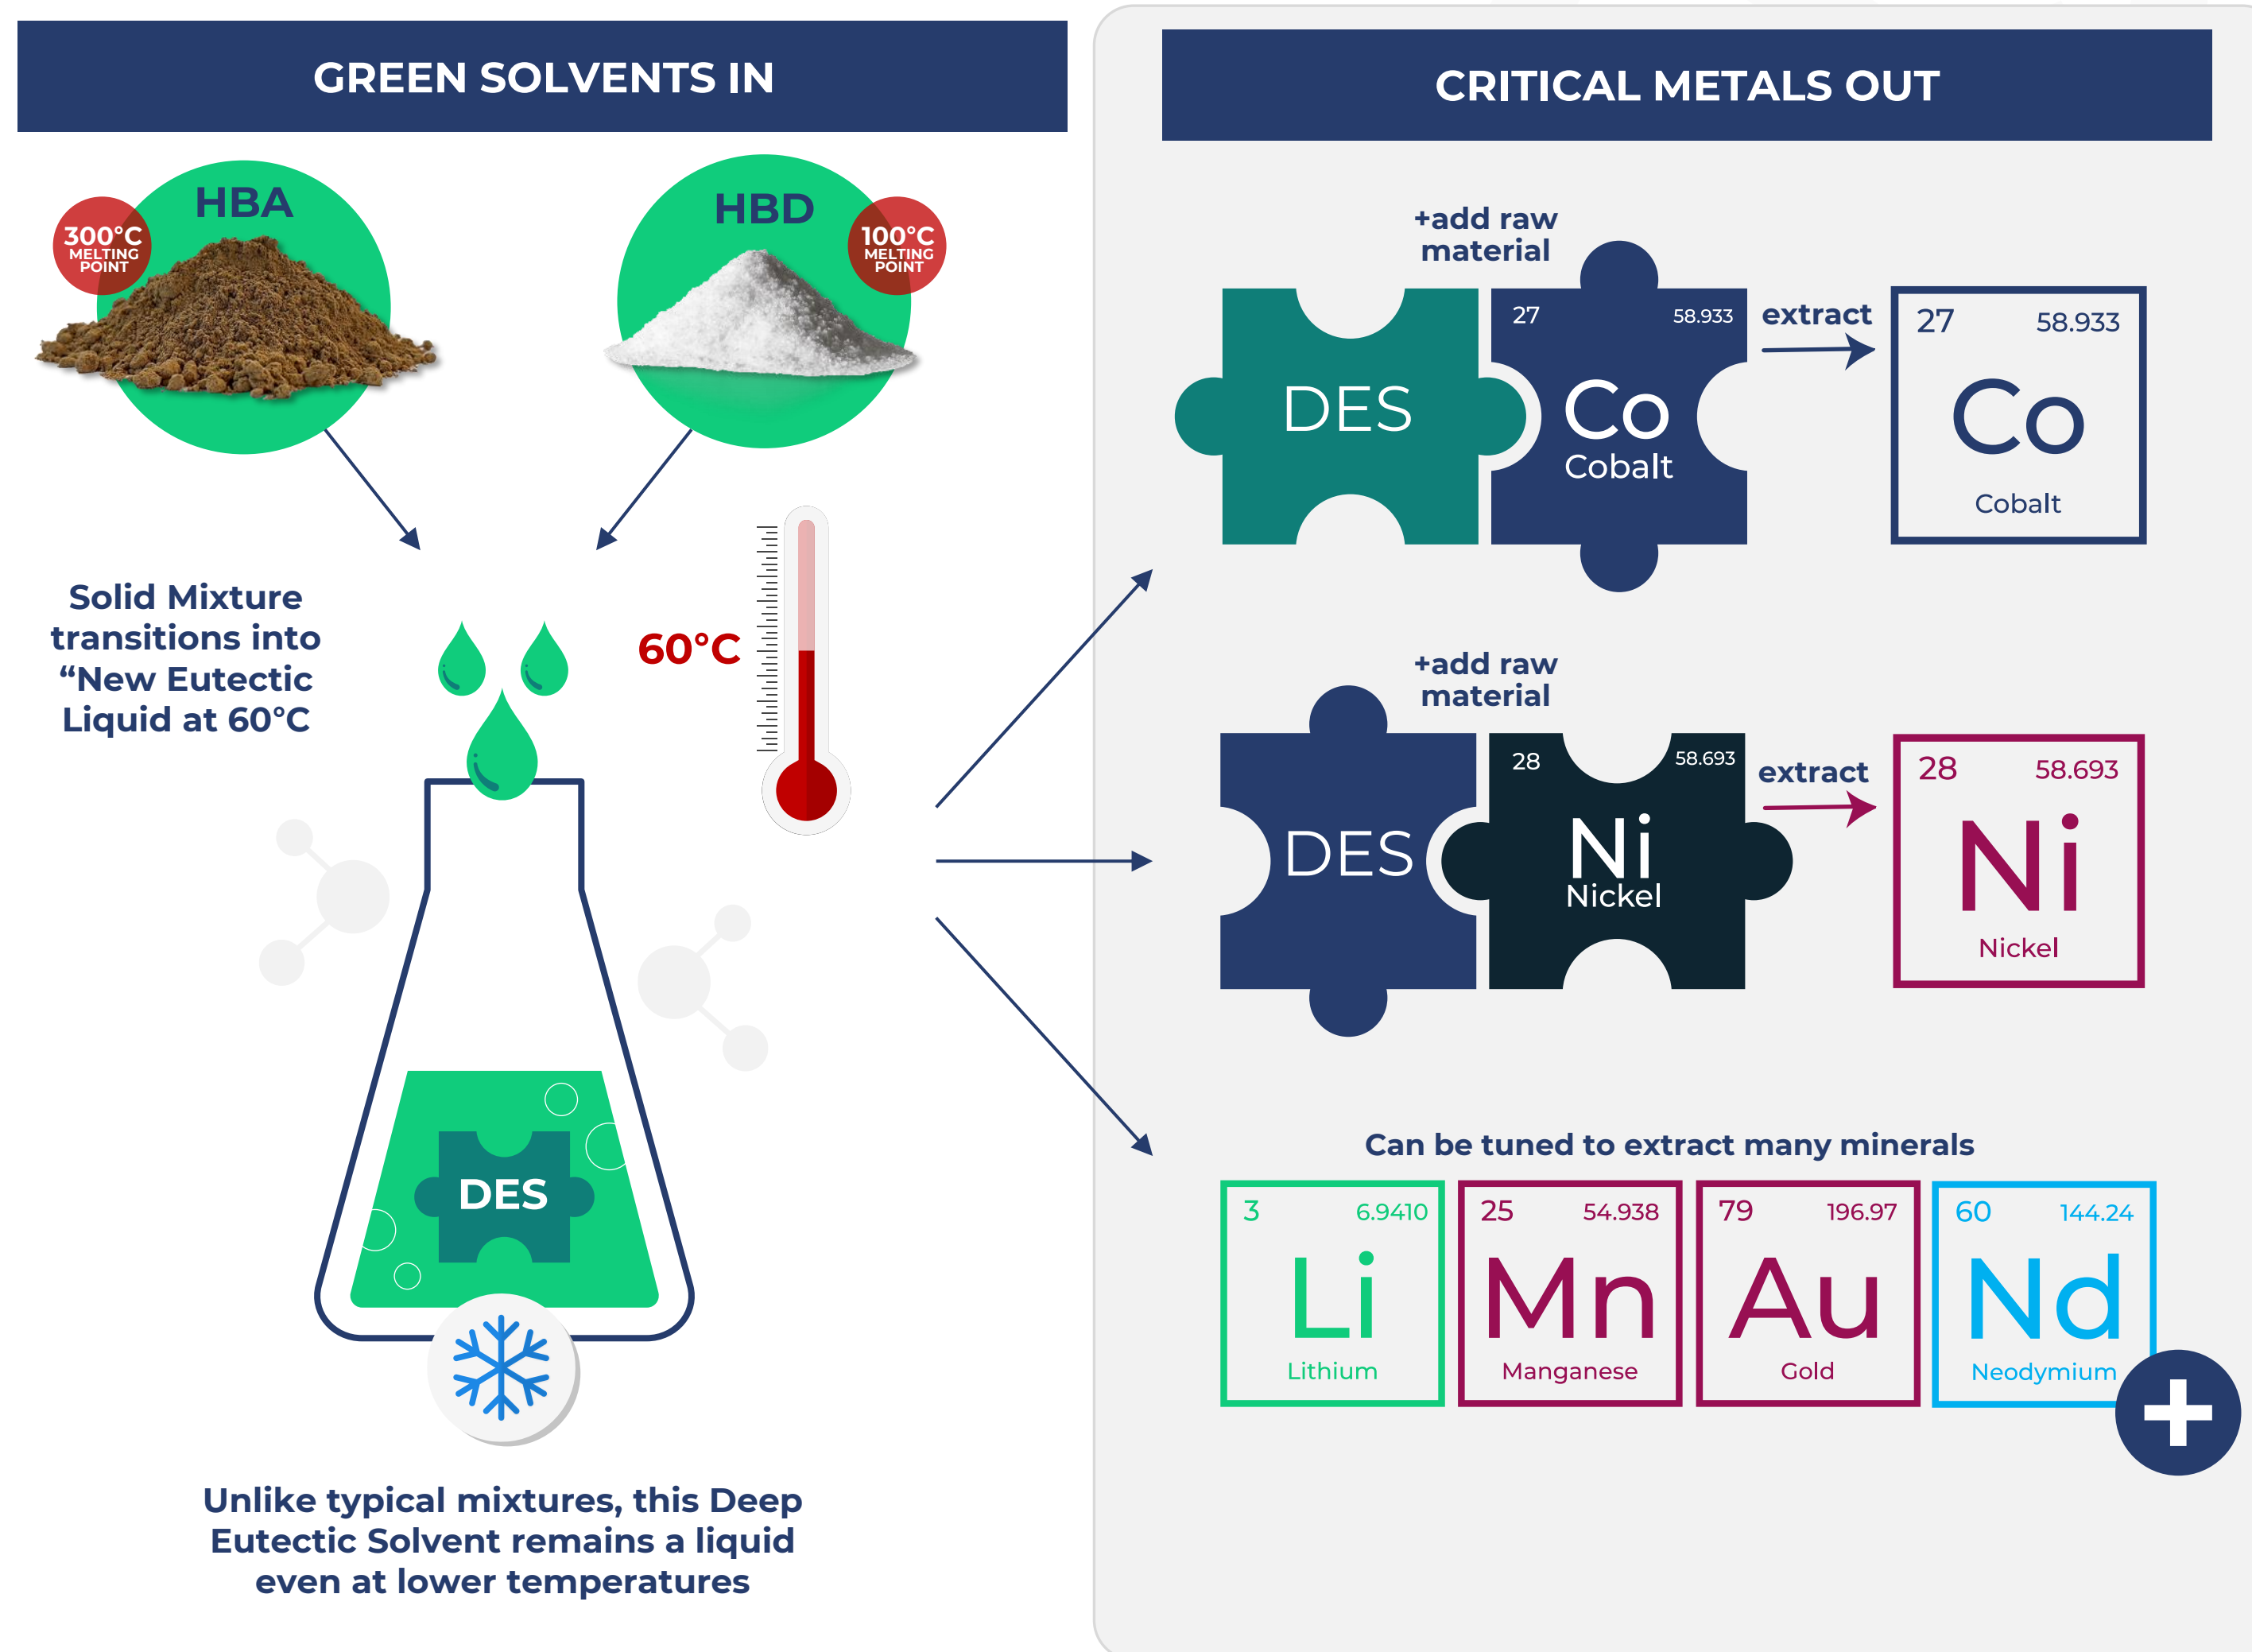 GREEN SOLVENTS IN
HBA
300°C
MELTING
POINT
HBD
100°C
MELTING
POINT
Solid Mixture
transitions into
“New Eutectic
Liquid at 60°C
60°C
DES
Unlike typical mixtures, this Deep
Eutectic Solvent remains a liquid
even at lower temperatures
CRITICAL METALS OUT
+add raw
material
DES
27 58.933
Co
Cobalt
extract
27 58.933
Co
Cobalt
+add raw
material
DES
28 58.693
Ni
Nickel
extract
28 58.693
Ni
Nickel
Can be tuned to extract many minerals
3 6.9410
Li
Lithium
25 54.938
Mn
Manganese
79 196.97
Au
Gold
60 144.24
Nd
Neodymium
+